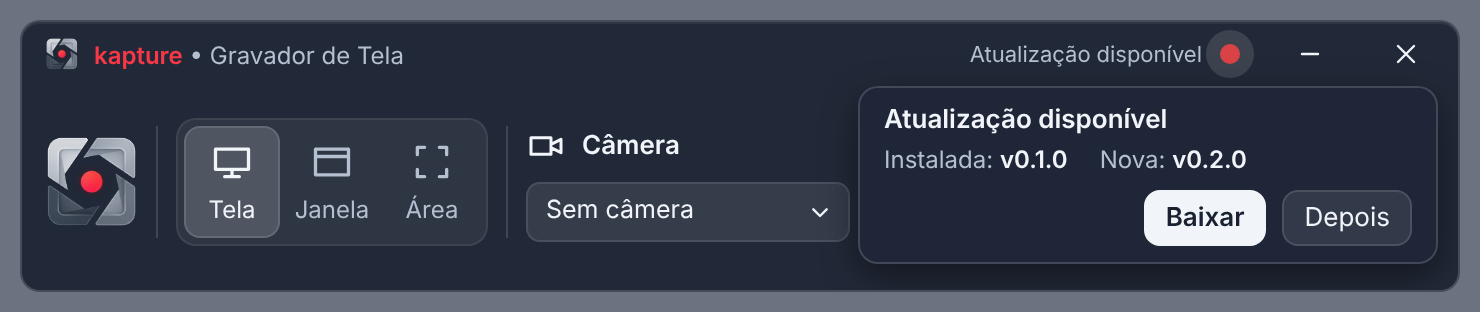 kapture • Gravador de Tela
Atualização disponível
Tela
Janela
Área
Câmera
Sem câmera
Atualização disponível
Instalada: v0.1.0 Nova: v0.2.0
Baixar
Depois